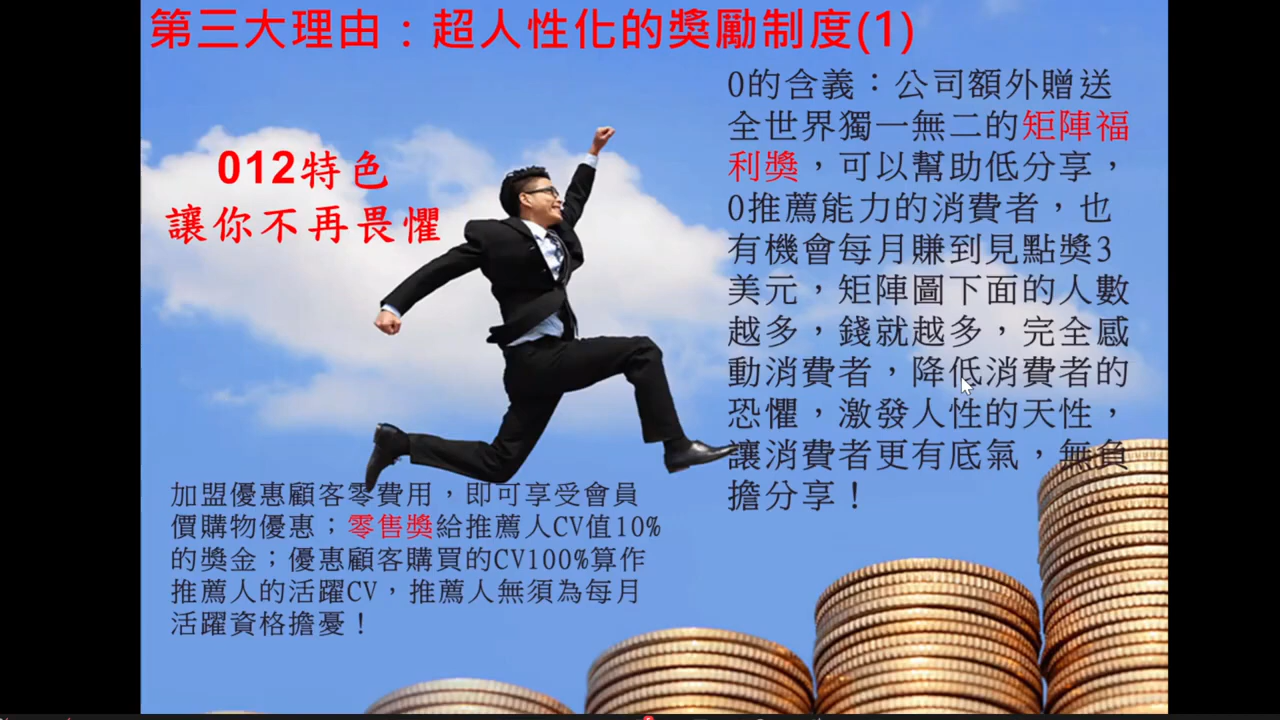 第三大理由：超人性化的獎勵制度(1)
012特色
讓你不再畏懼
0的含義：公司額外贈送
全世界獨一無二的矩陣福
利獎，可以幫助低分享，
0推薦能力的消費者，也
有機會每月賺到見點獎3
美元，矩陣圖下面的人數
越多，錢就越多，完全感
動消費者，降低消費者的
恐懼，激發人性的天性，
讓消費者更有底氣，無負
擔分享！
加盟優惠顧客零費用，即可享受會員
價購物優惠；零售獎給推薦人CV值10%
的獎金；優惠顧客購買的CV100%算作
推薦人的活躍CV，推薦人無須為每月
活躍資格擔憂！